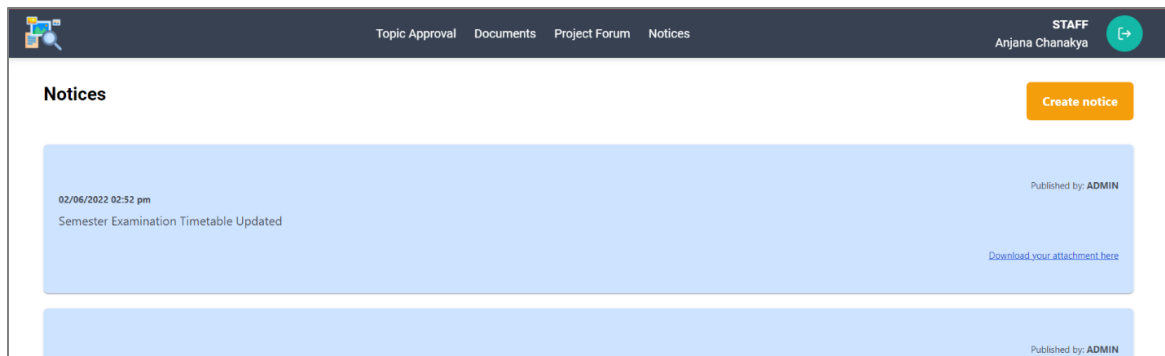 STAFF
Topic Approval Documents Project Forum Notices
Anjana Chanakya
Notices
Create notice
Published by: ADMIN
02/06/2022 02:52 pm
Semester Examination Timetable Updated
Download your attachment here
Published by: ADMIN